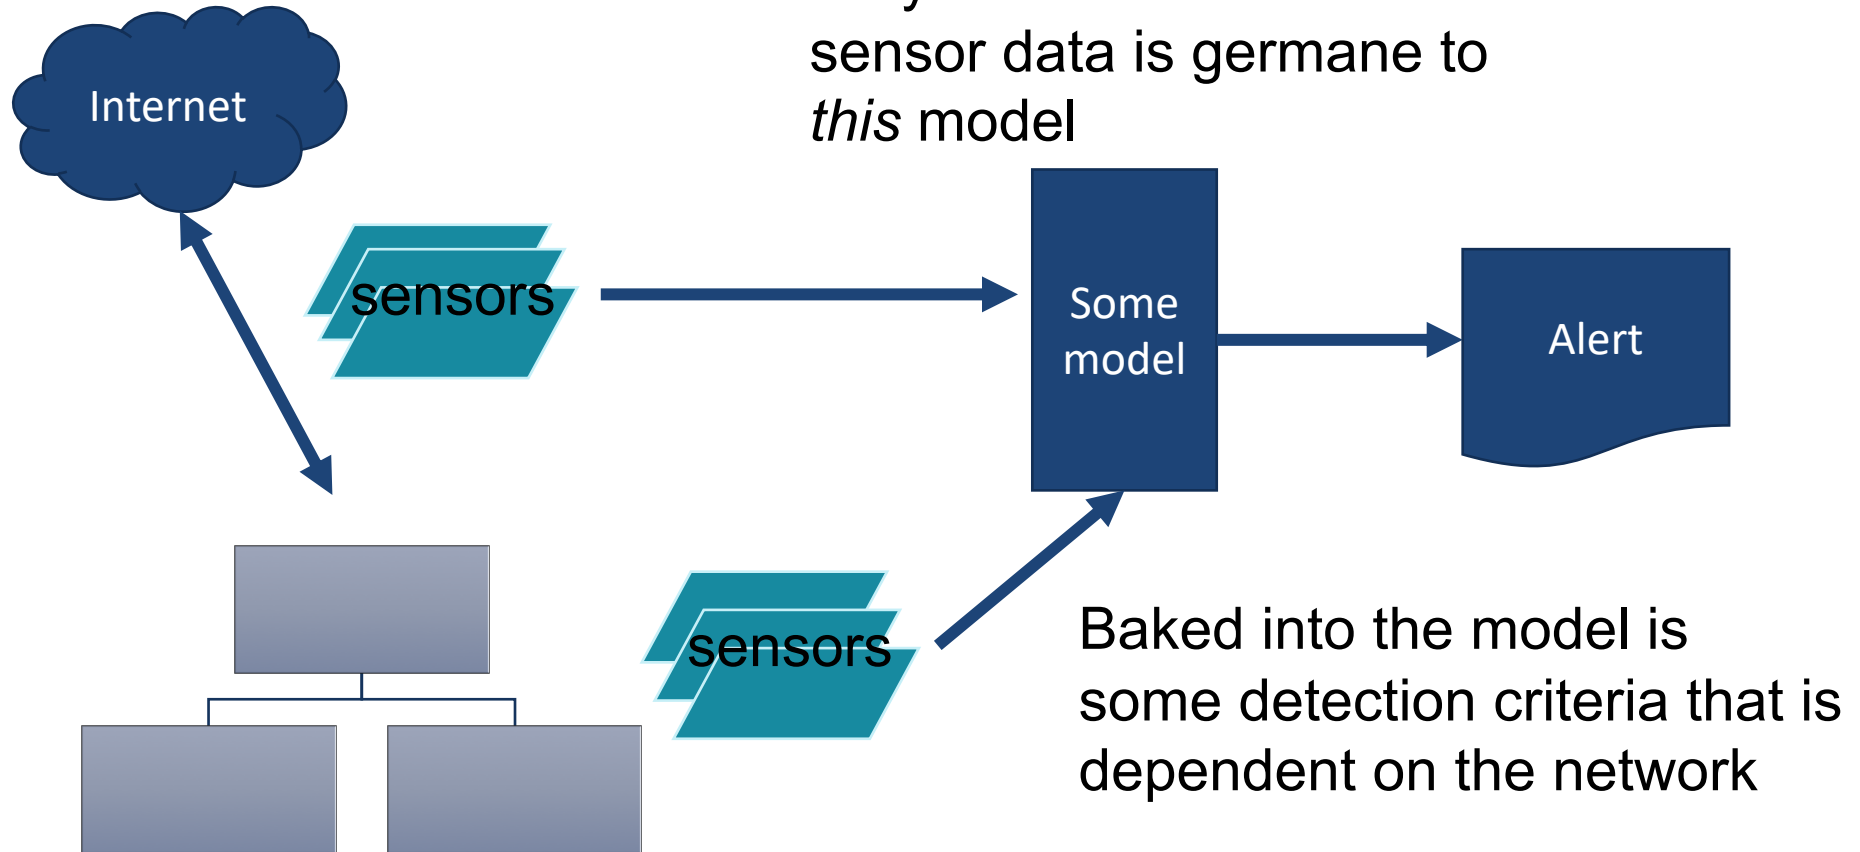 sensor data is germane to
this model
Internet
sensors
Some
model
Alert
sensors
Baked into the model is
some detection criteria that is
dependent on the network